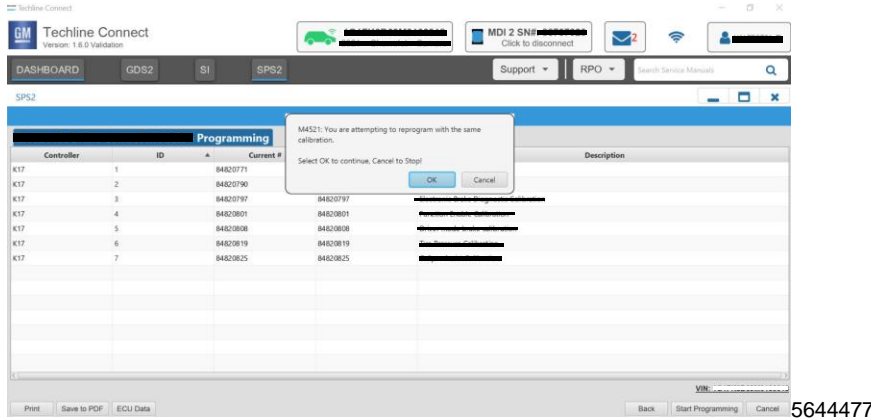 Techline Connect
GM
Techline Connect
Version: 1.6.0 Validation
MDI 2 SN#:
Click to disconnect
2
DASHBOARD GDS2 SI SPS2 Support RPO Search Service Manuals
SPS2
Programming
M4521: You are attempting to reprogram with the same
calibration.
Select OK to continue, Cancel to Stop!
OK Cancel
Controller ID Current # Description
K17 1 84820771
K17 2 84820790
K17 3 84820797 84820797
K17 4 84820801 84820801
K17 5 84820808 84820808
K17 6 84820819 84820819
K17 7 84820825 84820825
VIN:
Print Save to PDF ECU Data Back Start Programming Cancel
5644477